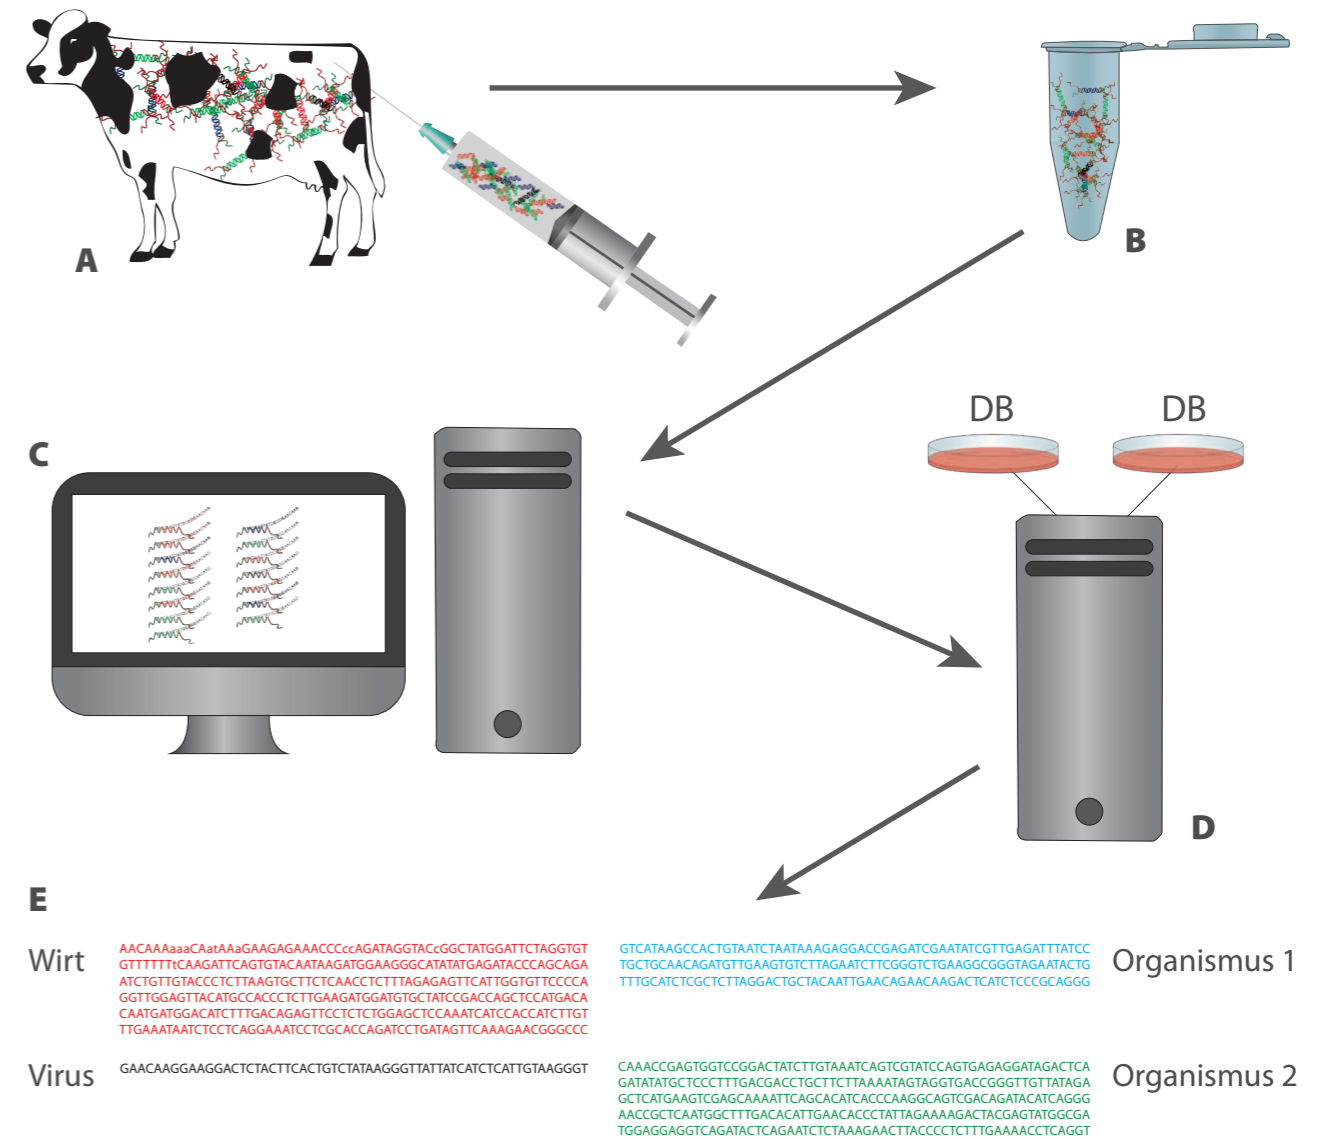 A
B
C
DB
DB
D
E
Wirt
AACAAAaaaCAatAAaGAAGAGAAACCCccAGATAGGTACcGGCTATGGATTCTAGGTGT
GTTTTTTtCAAGATTCAGTGTACAATAAGATGGAAGGGCATATATGAGATACCCAGCAGA
ATCTGTTGTACCCTCTTAAGTGCTTCTCAACCTCTTTAGAGAGTTCATTGGTGTTCCCCA
GGTTGGAGTTACATGCCACCCTCTTGAAGATGGATGTGCTATCCGACCAGCTCCATGACA
CAATGATGGACATCTTTGACAGAGTTCCTCTCTGGAGCTCCAAATCATCCACCATCTTGT
TTGAAATAATCTCCTCAGGAAATCCTCGCACCAGATCCTGATAGTTCAAAGAACGGGCCC
GTCATAAGCCACTGTAATCTAATAAAGAGGACCGAGATCGAATATCGTTGAGATTTATCC
TGCTGCAACAGATGTTGAAGTGTCTTAGAATCTTCGGGTCTGAAGGCGGGTAGAATACTG
TTTGCATCTCGCTCTTAGGACTGCTACAATTGAACAGAACAAGACTCATCTCCCGCAGGG
Organismus 1
Virus
GAACAAGGAAGGACTCTACTTCACTGTCTATAAGGGTTATTATCATCTCATTGTAAGGGT
CAAACCGAGTGGTCCGGACTATCTTGTAAATCAGTCGTATCCAGTGAGAGGATAGACTCA
GATATATGCTCCCTTTGACGACCTGCTTCTTAAAATAGTAGGTGACCGGGTTGTTATAGA
GCTCATGAAGTCGAGCAAAATTCAGCACATCACCCAAGGCAGTCGACAGATACATCAGGG
AACCGCTCAATGGCTTTGACACATTGAACACCCTATTAGAAAAGACTACGAGTATGGCGA
TGGAGGAGGTCAGATACTCAGAATCTCTAAAGAACTTACCCCTCTTTGAAAACCTCAGGT
Organismus 2